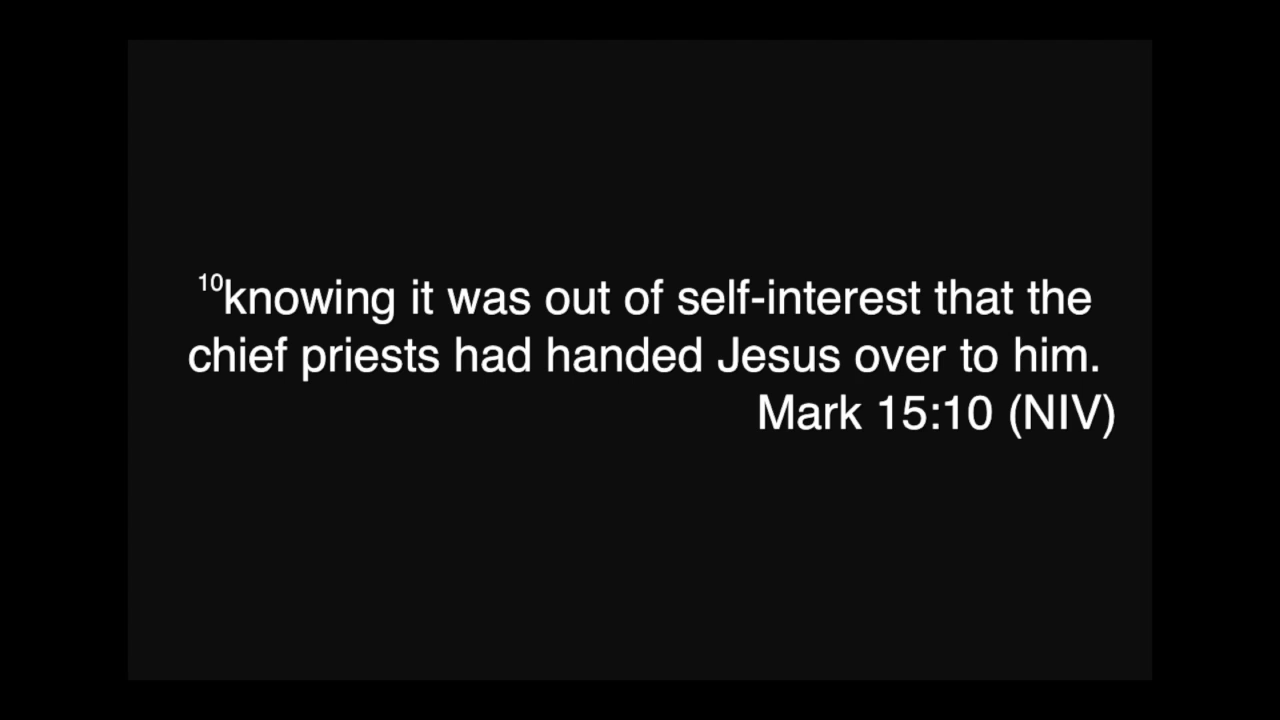 10knowing it was out of self-interest that the
chief priests had handed Jesus over to him.
Mark 15:10 (NIV)